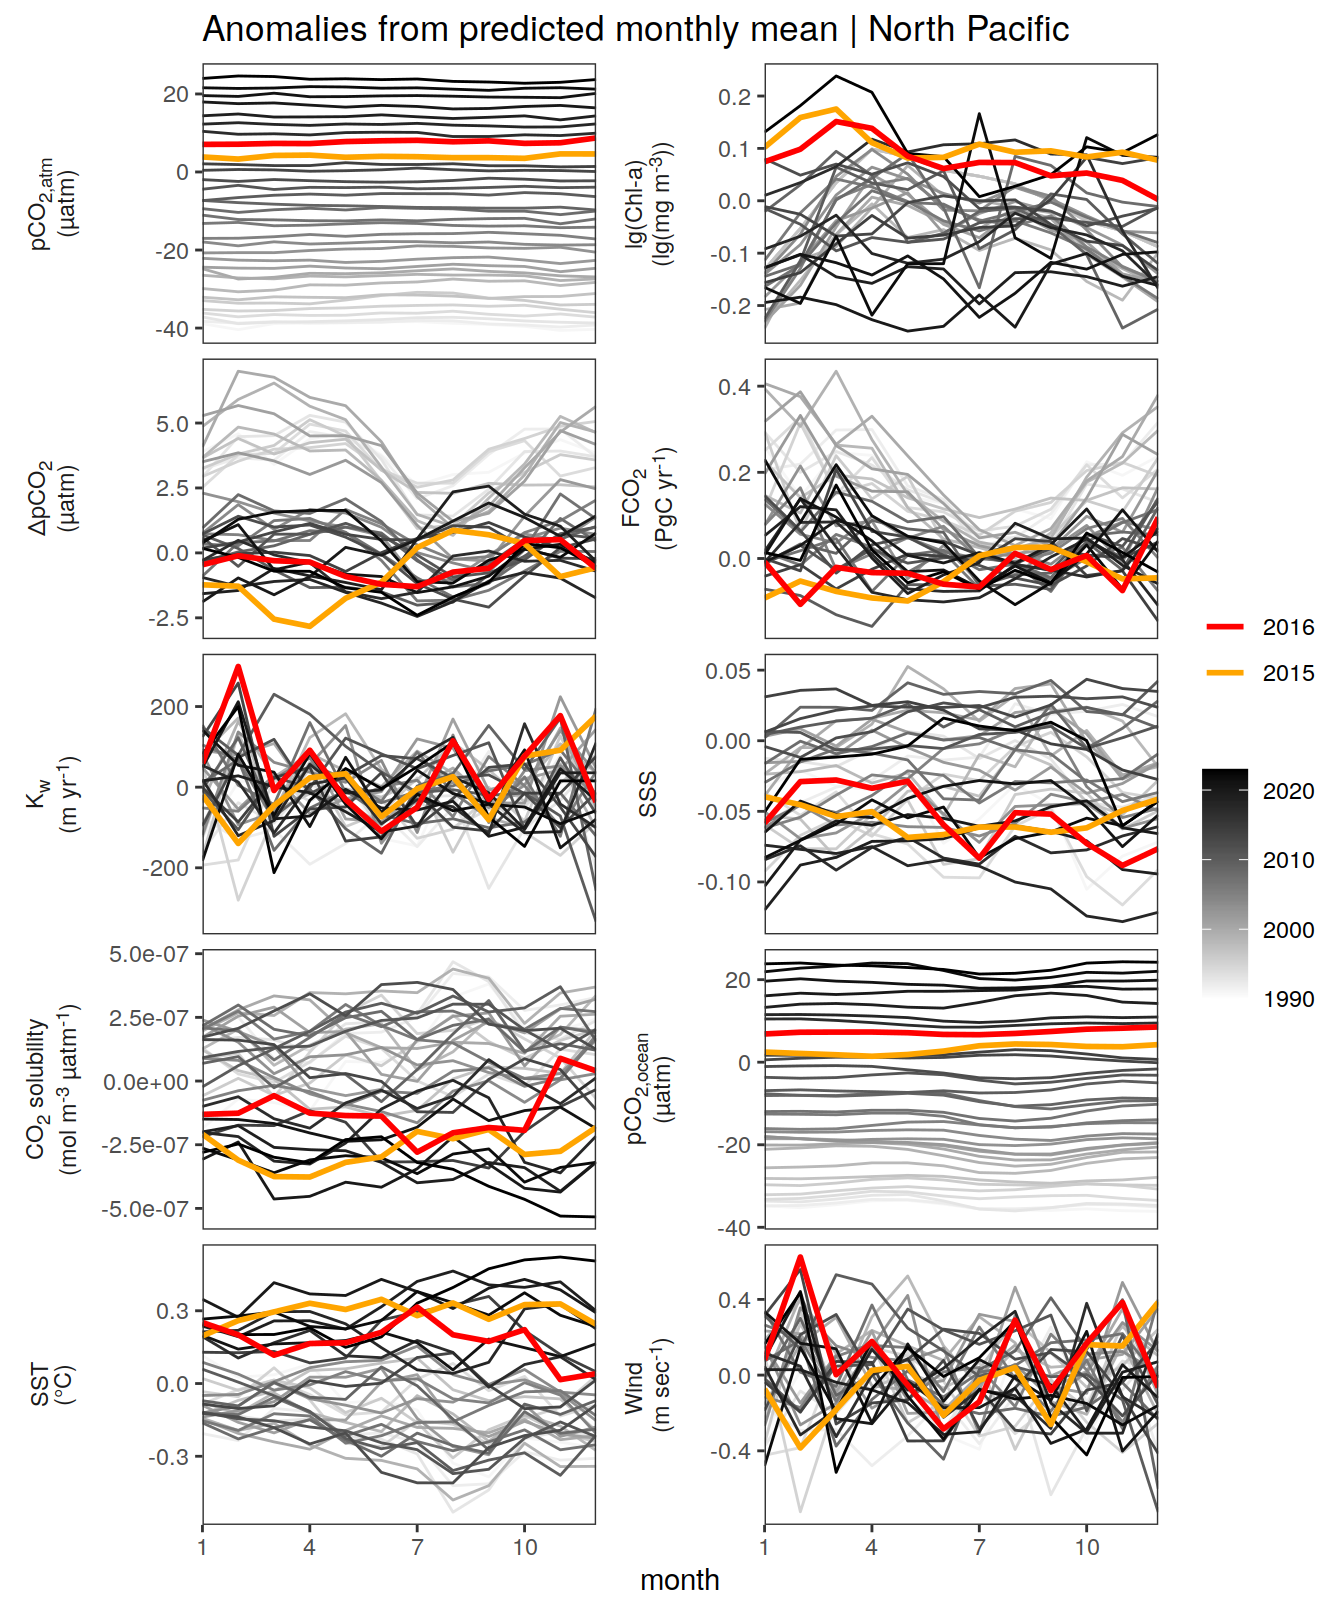 Anomalies from predicted monthly mean | North Pacific
pCO2,atm
(µatm)
20
0
-20
-40
lg(Chl-a)
(lg(mg m-3))
0.2
0.1
0.0
-0.1
-0.2
ΔpCO2
(µatm)
5.0
2.5
0.0
-2.5
FCO2
(PgC yr-1)
0.4
0.2
0.0
Kw
(m yr-1)
200
0
-200
SSS
0.05
0.00
-0.05
-0.10
CO2 solubility
(mol m-3 µatm-1)
5.0e-07
2.5e-07
0.0e+00
-2.5e-07
-5.0e-07
pCO2,ocean
(µatm)
20
0
-20
-40
SST
(°C)
0.3
0.0
-0.3
Wind
(m sec-1)
0.4
0.0
-0.4
1 4 7 10
1 4 7 10
month
2016
2015
2020
2010
2000
1990